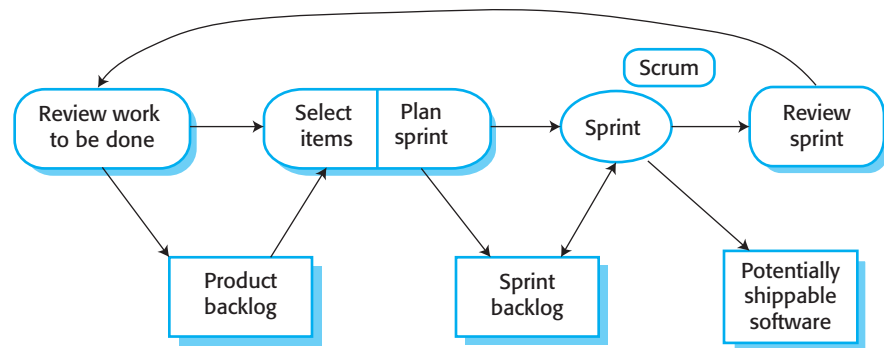 Scrum
Review work
to be done
Select
items
Plan
sprint
Sprint
Review
sprint
Product
backlog
Sprint
backlog
Potentially
shippable
software